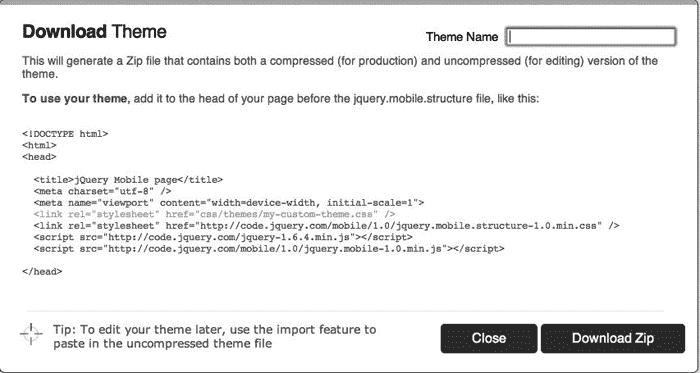 Download Theme
Theme Name
This will generate a Zip file that contains both a compressed (for production) and uncompressed (for editing) version of the
theme.
To use your theme, add it to the head of your page before the jquery.mobile.structure file, like this:
<!DOCTYPE html>
<html>
<head>
<title>jQuery Mobile page</title>
<meta charset="utf-8" />
<meta name="viewport" content="width=device-width, initial-scale=1">
<link rel="stylesheet" href="css/themes/my-custom-theme.css" />
<link rel="stylesheet" href="http://code.jquery.com/mobile/1.0/jquery.mobile.structure-1.0.min.css" />
<script src="http://code.jquery.com/jquery-1.6.4.min.js"></script>
<script src="http://code.jquery.com/mobile/1.0/jquery.mobile-1.0.min.js"></script>
</head>
Tip: To edit your theme later, use the import feature to
paste in the uncompressed theme file
Close
Download Zip